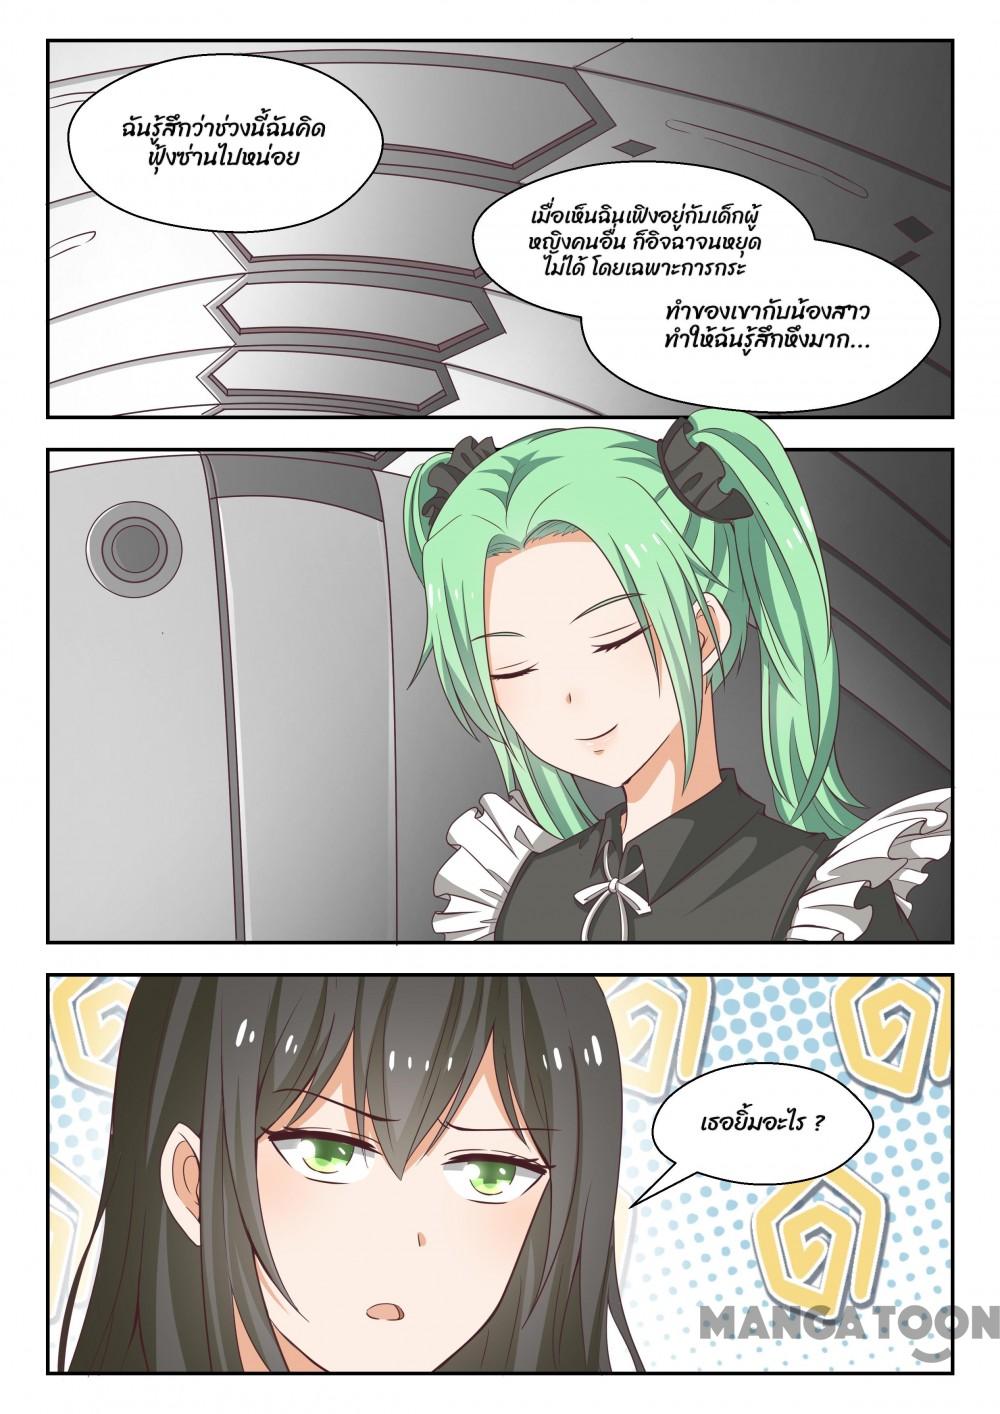 ฉันรู้สึกว่าช่วงนี้ฉันคิด
ฟุ้งซ่านไปหน่อย
เมื่อเห็นฉินเฟิงอยู่กับเด็กผู้
หญิงคนอื่น ก็อิจฉาจนหยุด
ไม่ได้ โดยเฉพาะการกระ
ทำของเขากับน้องสาว
ทำให้ฉันรู้สึกหึงมาก...
เธอยิ้มอะไร ?
MANGATOON